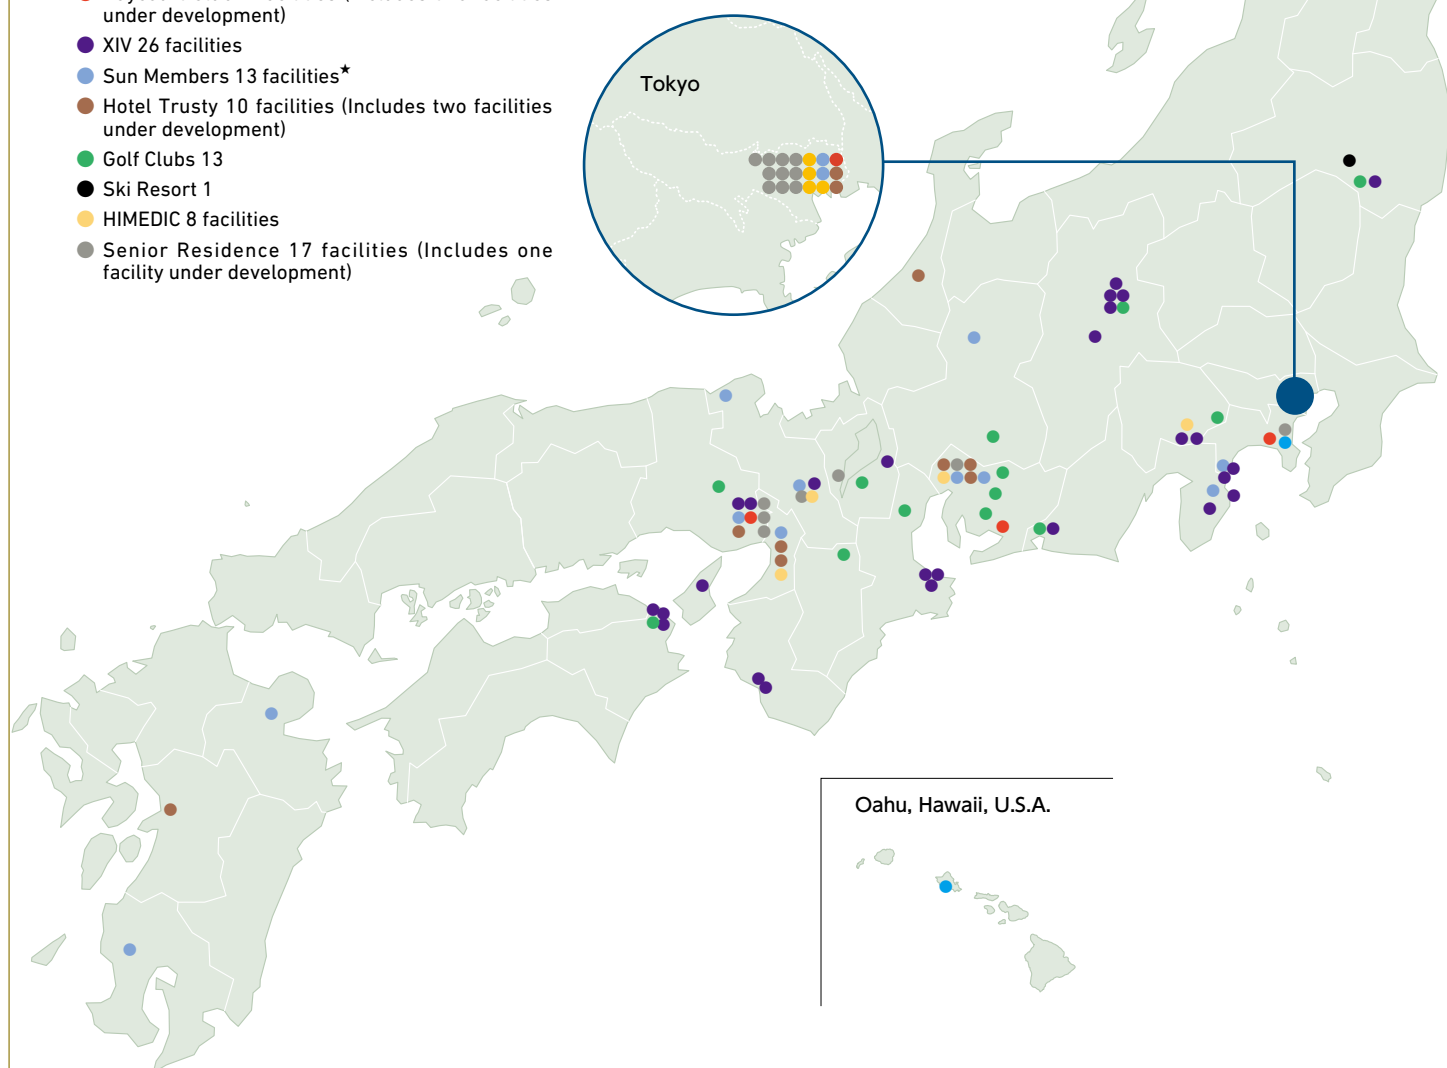 under development)
XIV 26 facilities
Sun Members 13 facilities★
Hotel Trusty 10 facilities (Includes two facilities
under development)
Golf Clubs 13
Ski Resort 1
HIMEDIC 8 facilities
Senior Residence 17 facilities (Includes one
facility under development)
Tokyo
Oahu, Hawaii, U.S.A.